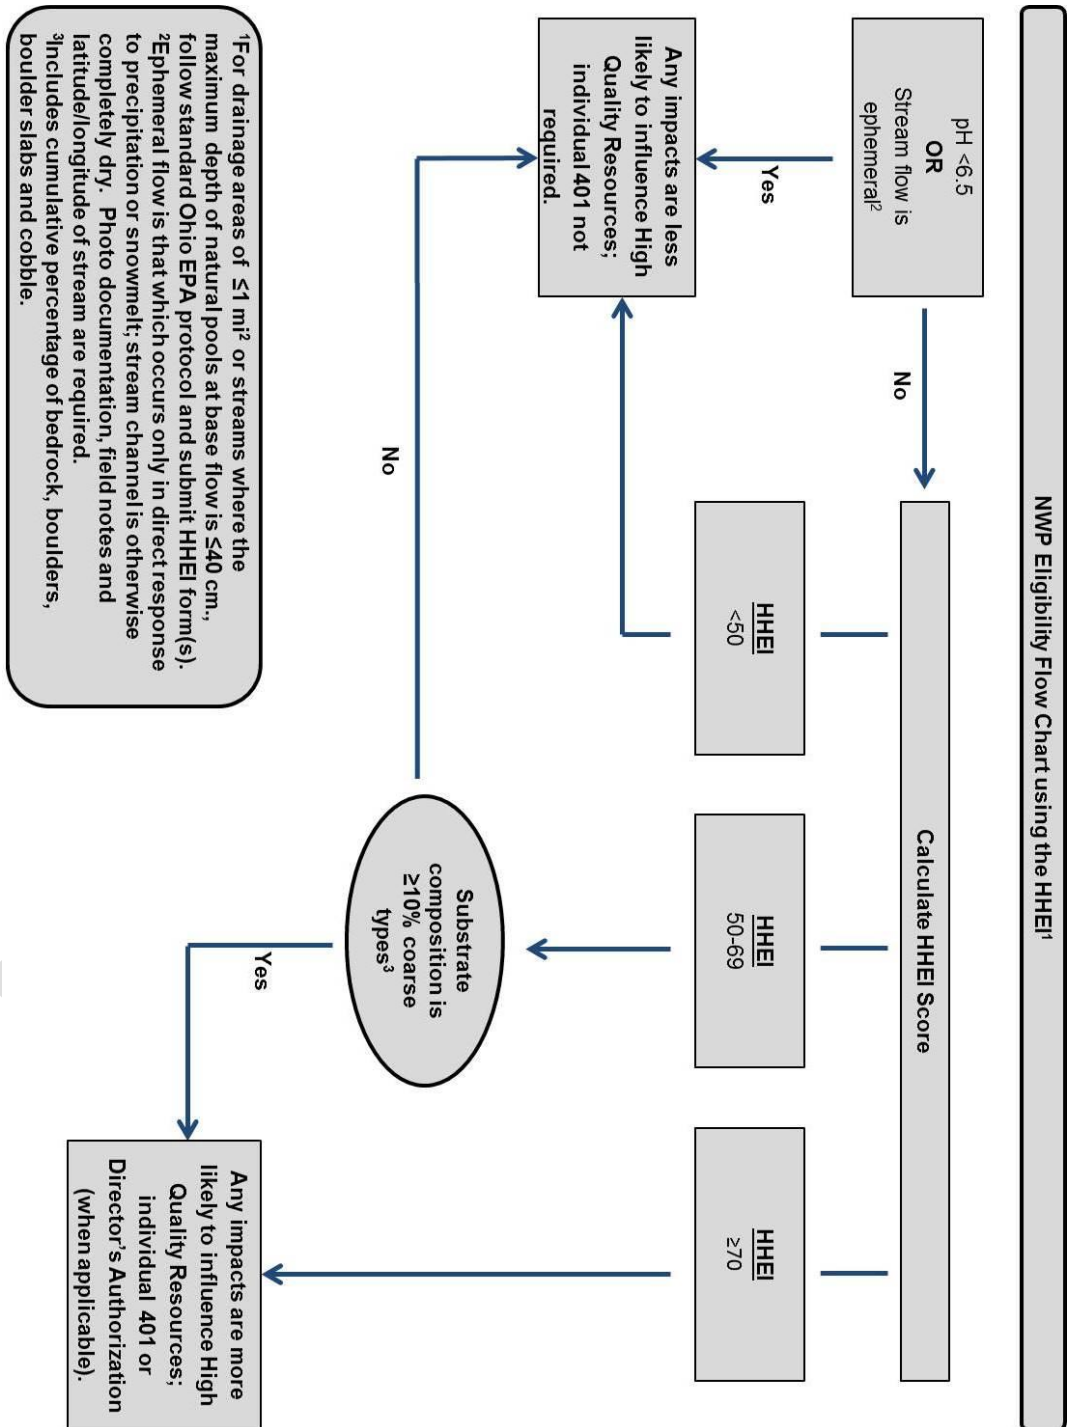 NWP Eligibility Flow Chart using the HHEI¹
pH <6.5
OR
Stream flow is
ephemeral²
No
Calculate HHEI Score
Yes
HHEI
<50
HHEI
50-69
HHEI
≥70
Any impacts are less
likely to influence High
Quality Resources;
individual 401 not
required.
Substrate
composition is
≥10% coarse
types³
No
Yes
Any impacts are more
likely to influence High
Quality Resources;
individual 401 or
Director's Authorization
(when applicable).
¹For drainage areas of ≤1 mi² or streams where the
maximum depth of natural pools at base flow is ≤40 cm.,
follow standard Ohio EPA protocol and submit HHEI form(s).
²Ephemeral flow is that which occurs only in direct response
to precipitation or snowmelt; stream channel is otherwise
completely dry. Photo documentation, field notes and
latitude/longitude of stream are required.
³Includes cumulative percentage of bedrock, boulders,
boulder slabs and cobble.